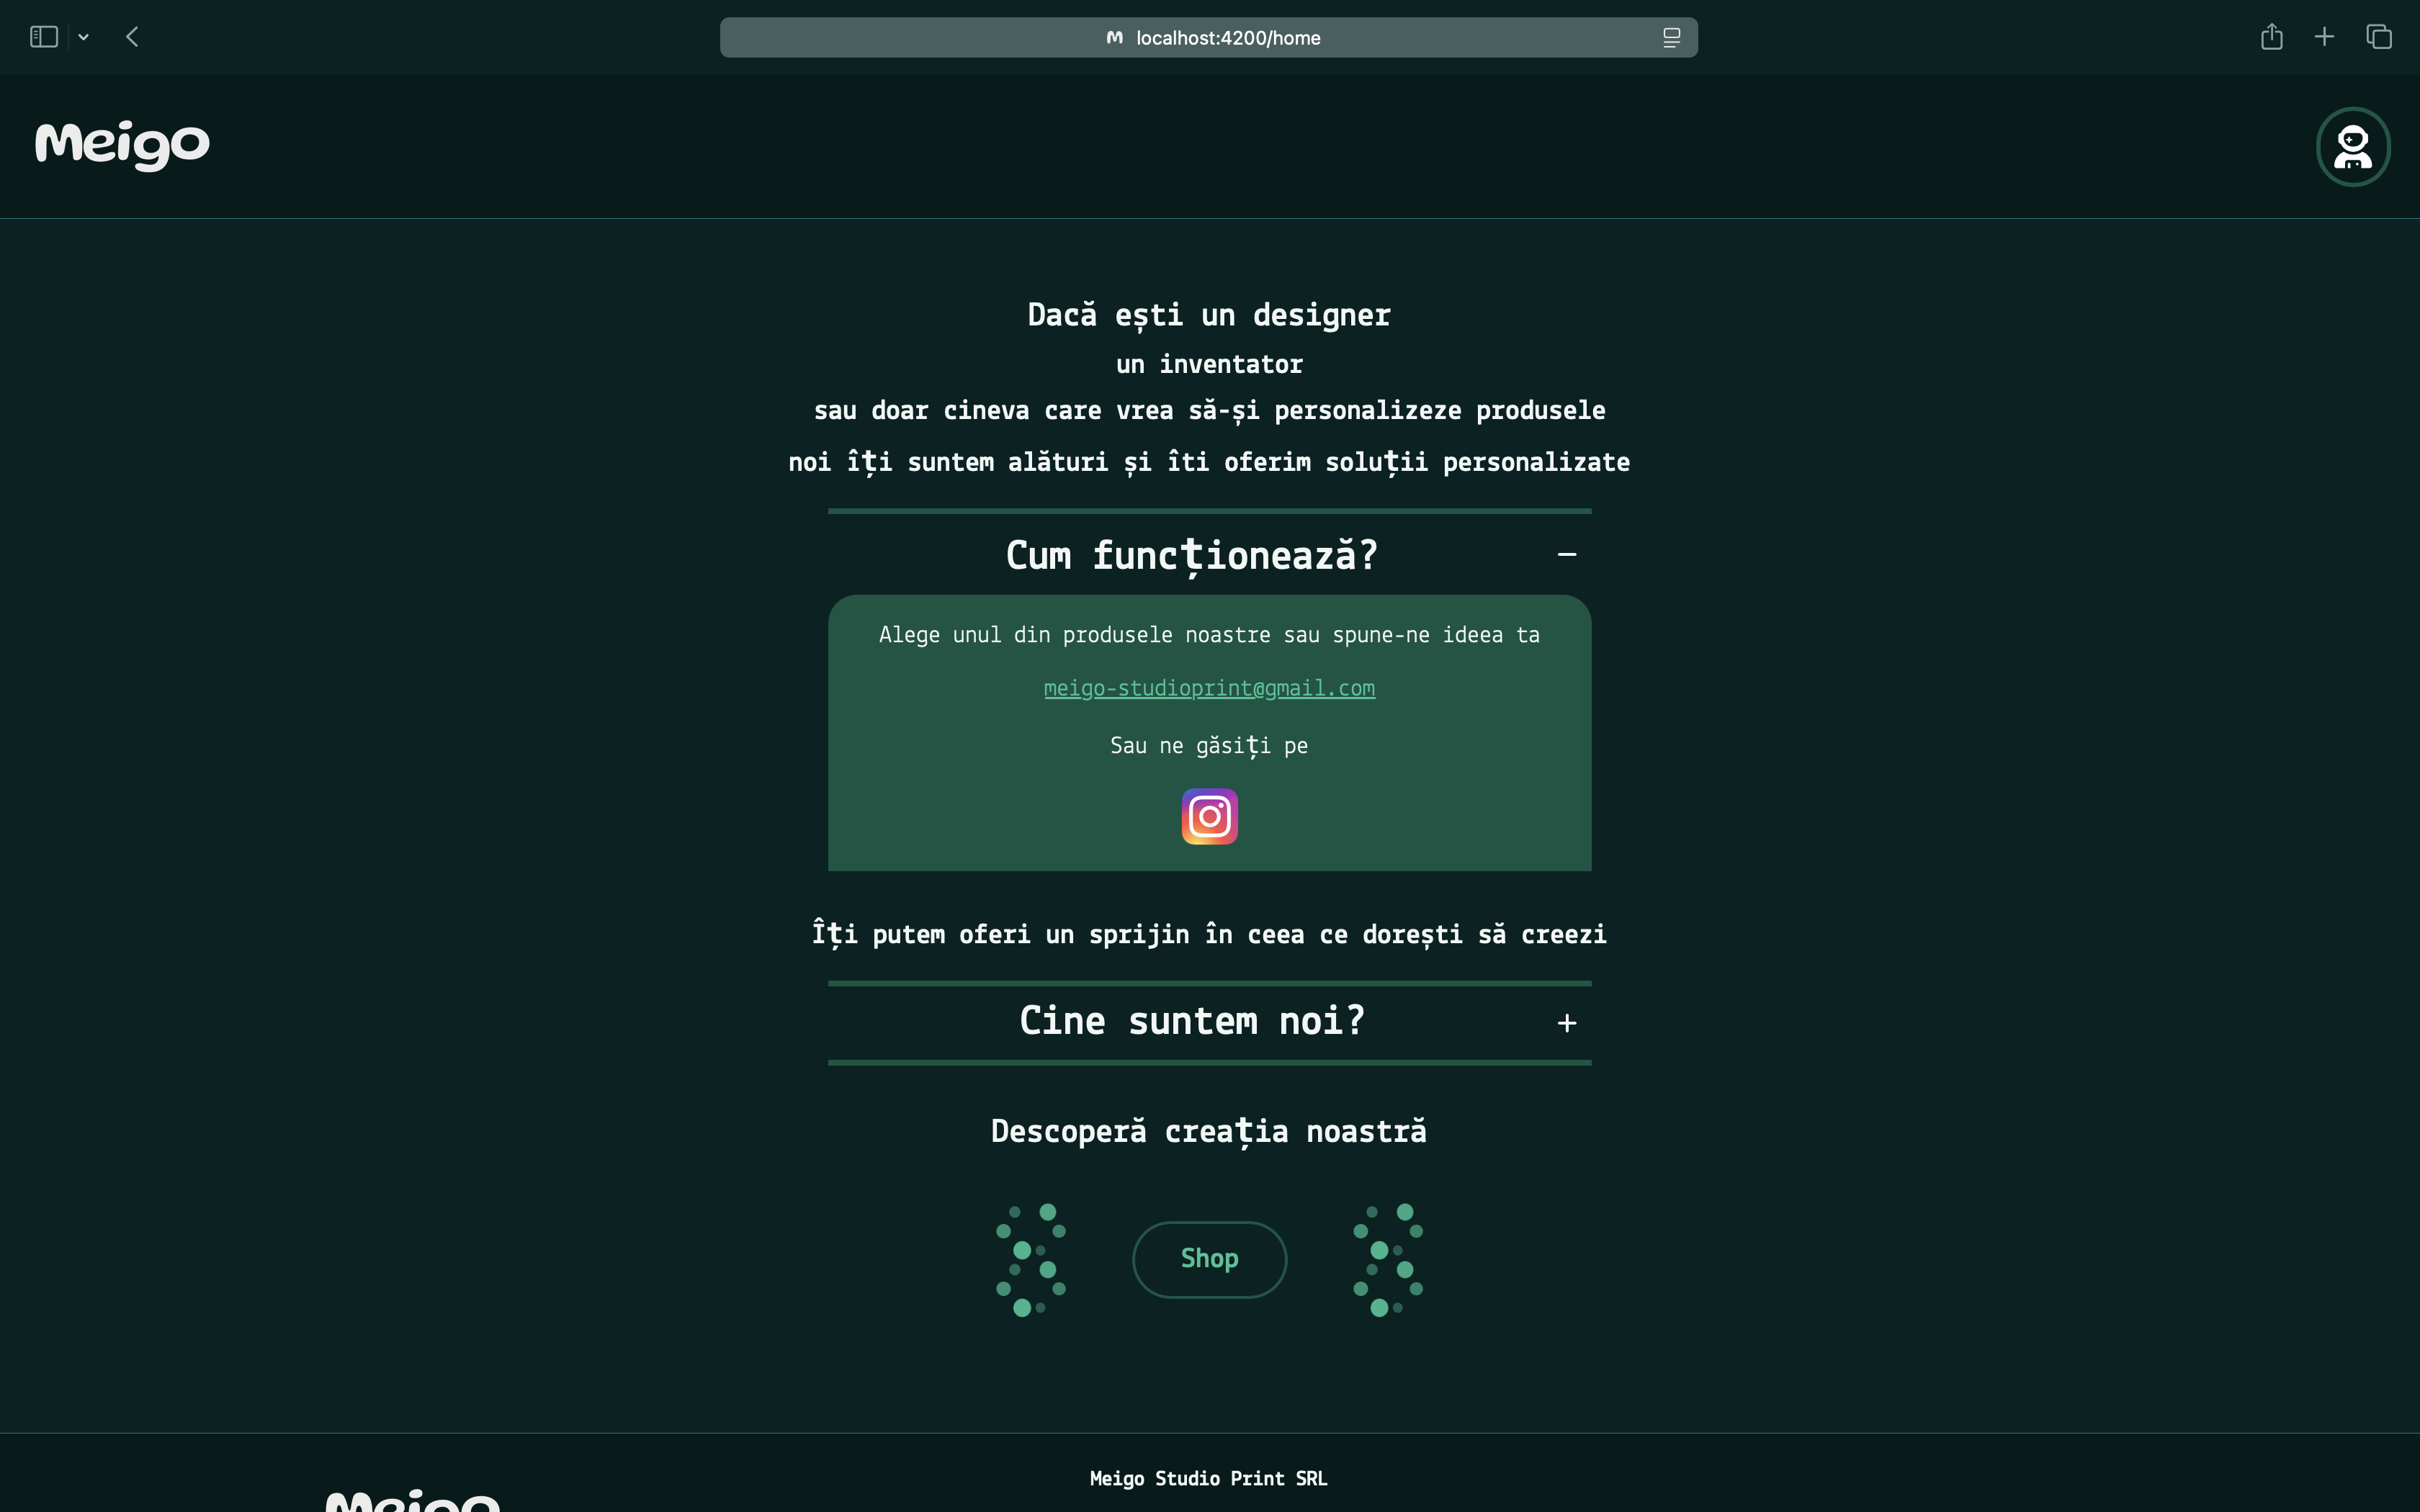 localhost:4200/home
Meigo
Dacă ești un designer
un inventator
sau doar cineva care vrea să-și personalizeze produsele
noi îți suntem alături și îti oferim soluții personalizate
Cum funcționează?
Alege unul din produsele noastre sau spune-ne ideea ta
meigo-studioprint@gmail.com
Sau ne găsiți pe
Îți putem oferi un sprijin în ceea ce dorești să creezi
Cine suntem noi?
Descoperă creația noastră
Shop
Meigo Studio Print SRL
Meigo